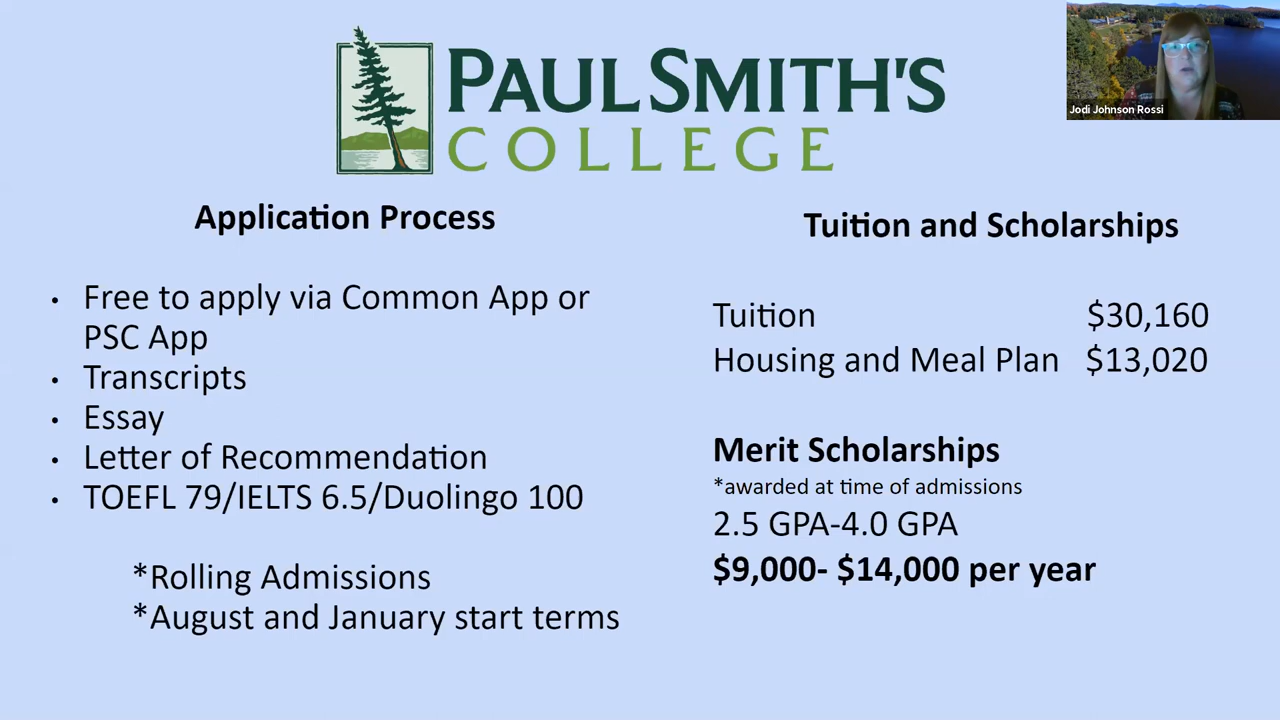 PAUL SMITH'S
COLLEGE
Jodi Johnson Rossi
Application Process
• Free to apply via Common App or
PSC App
• Transcripts
• Essay
• Letter of Recommendation
• TOEFL 79/IELTS 6.5/Duolingo 100
*Rolling Admissions
*August and January start terms
Tuition and Scholarships
Tuition $30,160
Housing and Meal Plan $13,020
Merit Scholarships
*awarded at time of admissions
2.5 GPA-4.0 GPA
$9,000- $14,000 per year